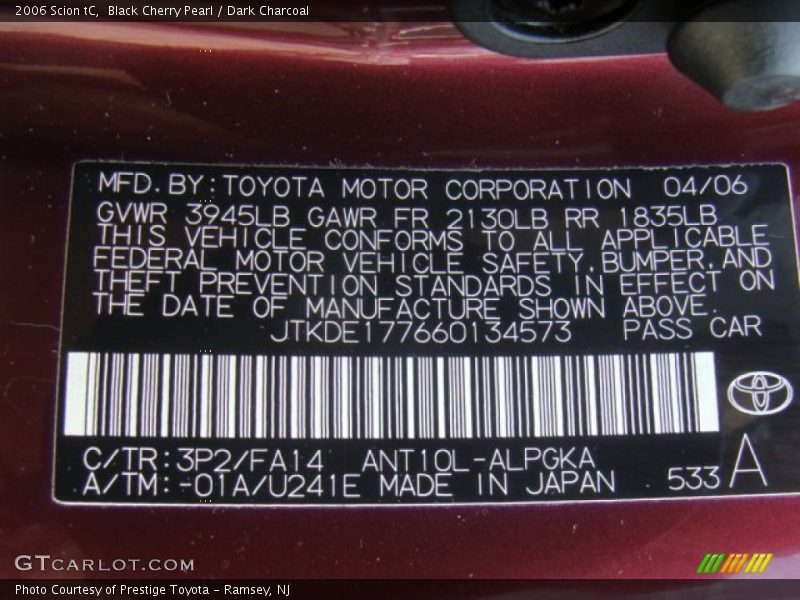 2006 Scion tC,  Black Cherry Pearl / Dark Charcoal
MFD. BY: TOYOTA MOTOR CORPORATION 04/06
GVWR 3945LB GAWR FR 2130LB RR 1835LB
THIS VEHICLE CONFORMS TO ALL APPLICABLE
FEDERAL MOTOR VEHICLE SAFETY, BUMPER, AND
THEFT PREVENTION STANDARDS IN EFFECT ON
THE DATE OF MANUFACTURE SHOWN ABOVE.
JTKDE177660134573 PASS CAR
C/TR: 3P2/FA14 ANT10L-ALPGKA
A/TM: -01A/U241E MADE IN JAPAN 533 A
GTCARLOT.COM
Photo Courtesy of Prestige Toyota - Ramsey, NJ